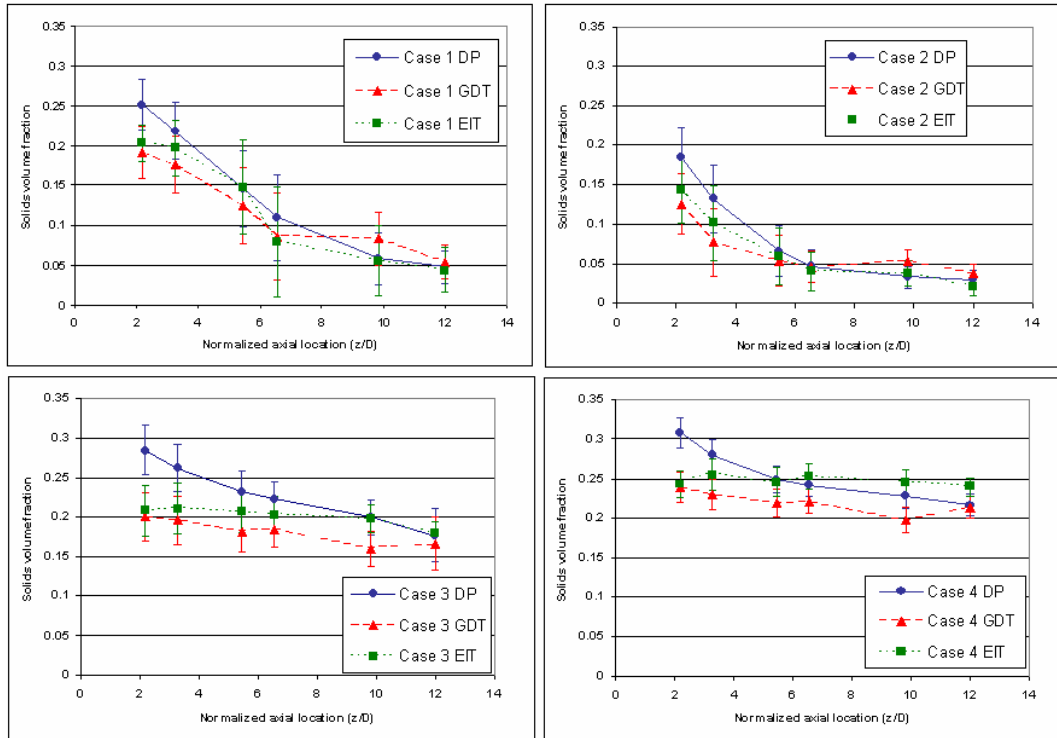 0.35
0.3
0.25
0.2
0.15
0.1
0.05
0
Solids volume fraction
Case 1 DP
Case 1 GDT
Case 1 EIT
0 2 4 6 8 10 12 14
Normalized axial location (z/D)
0.35
0.3
0.25
0.2
0.15
0.1
0.05
0
Solids volume fraction
Case 2 DP
Case 2 GDT
Case 2 EIT
0 2 4 6 8 10 12 14
Normalized axial location (z/D)
0.35
0.3
0.25
0.2
0.15
0.1
0.05
0
Solids volume fraction
Case 3 DP
Case 3 GDT
Case 3 EIT
0 2 4 6 8 10 12 14
Normalized axial location (z/D)
0.35
0.3
0.25
0.2
0.15
0.1
0.05
0
Solids volume fraction
Case 4 DP
Case 4 GDT
Case 4 EIT
0 2 4 6 8 10 12 14
Normalized axial location (z/D)